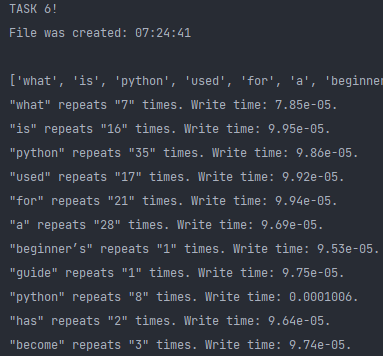 TASK 6!
File was created: 07:24:41
['what', 'is', 'python', 'used', 'for', 'a', 'beginner
"what" repeats "7" times. Write time: 7.85e-05.
"is" repeats "16" times. Write time: 9.95e-05.
"python" repeats "35" times. Write time: 9.86e-05.
"used" repeats "17" times. Write time: 9.92e-05.
"for" repeats "21" times. Write time: 9.94e-05.
"a" repeats "28" times. Write time: 9.69e-05.
"beginner’s" repeats "1" times. Write time: 9.53e-05.
"guide" repeats "1" times. Write time: 9.75e-05.
"python" repeats "8" times. Write time: 0.0001006.
"has" repeats "2" times. Write time: 9.64e-05.
"become" repeats "3" times. Write time: 9.74e-05.